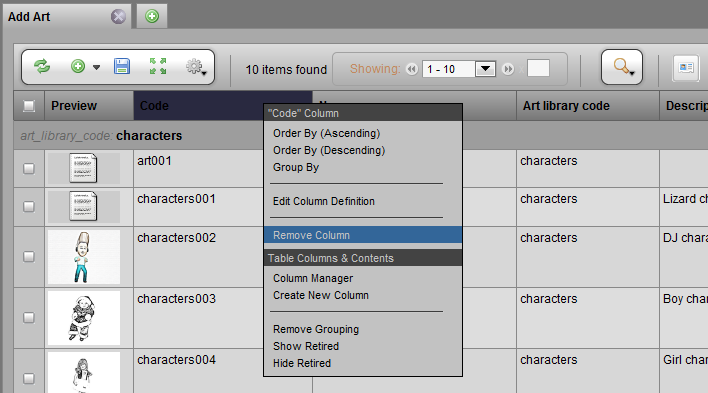 Add Art
10 items found
Showing:
1 - 10
Preview
Code
Art library code
Descrip
art_library_code: characters
art001
characters
characters001
characters
Lizard ch
characters002
characters
DJ chara
characters003
characters
Boy char
characters004
characters
Girl chara
"Code" Column
Order By (Ascending)
Order By (Descending)
Group By
Edit Column Definition
Remove Column
Table Columns & Contents
Column Manager
Create New Column
Remove Grouping
Show Retired
Hide Retired